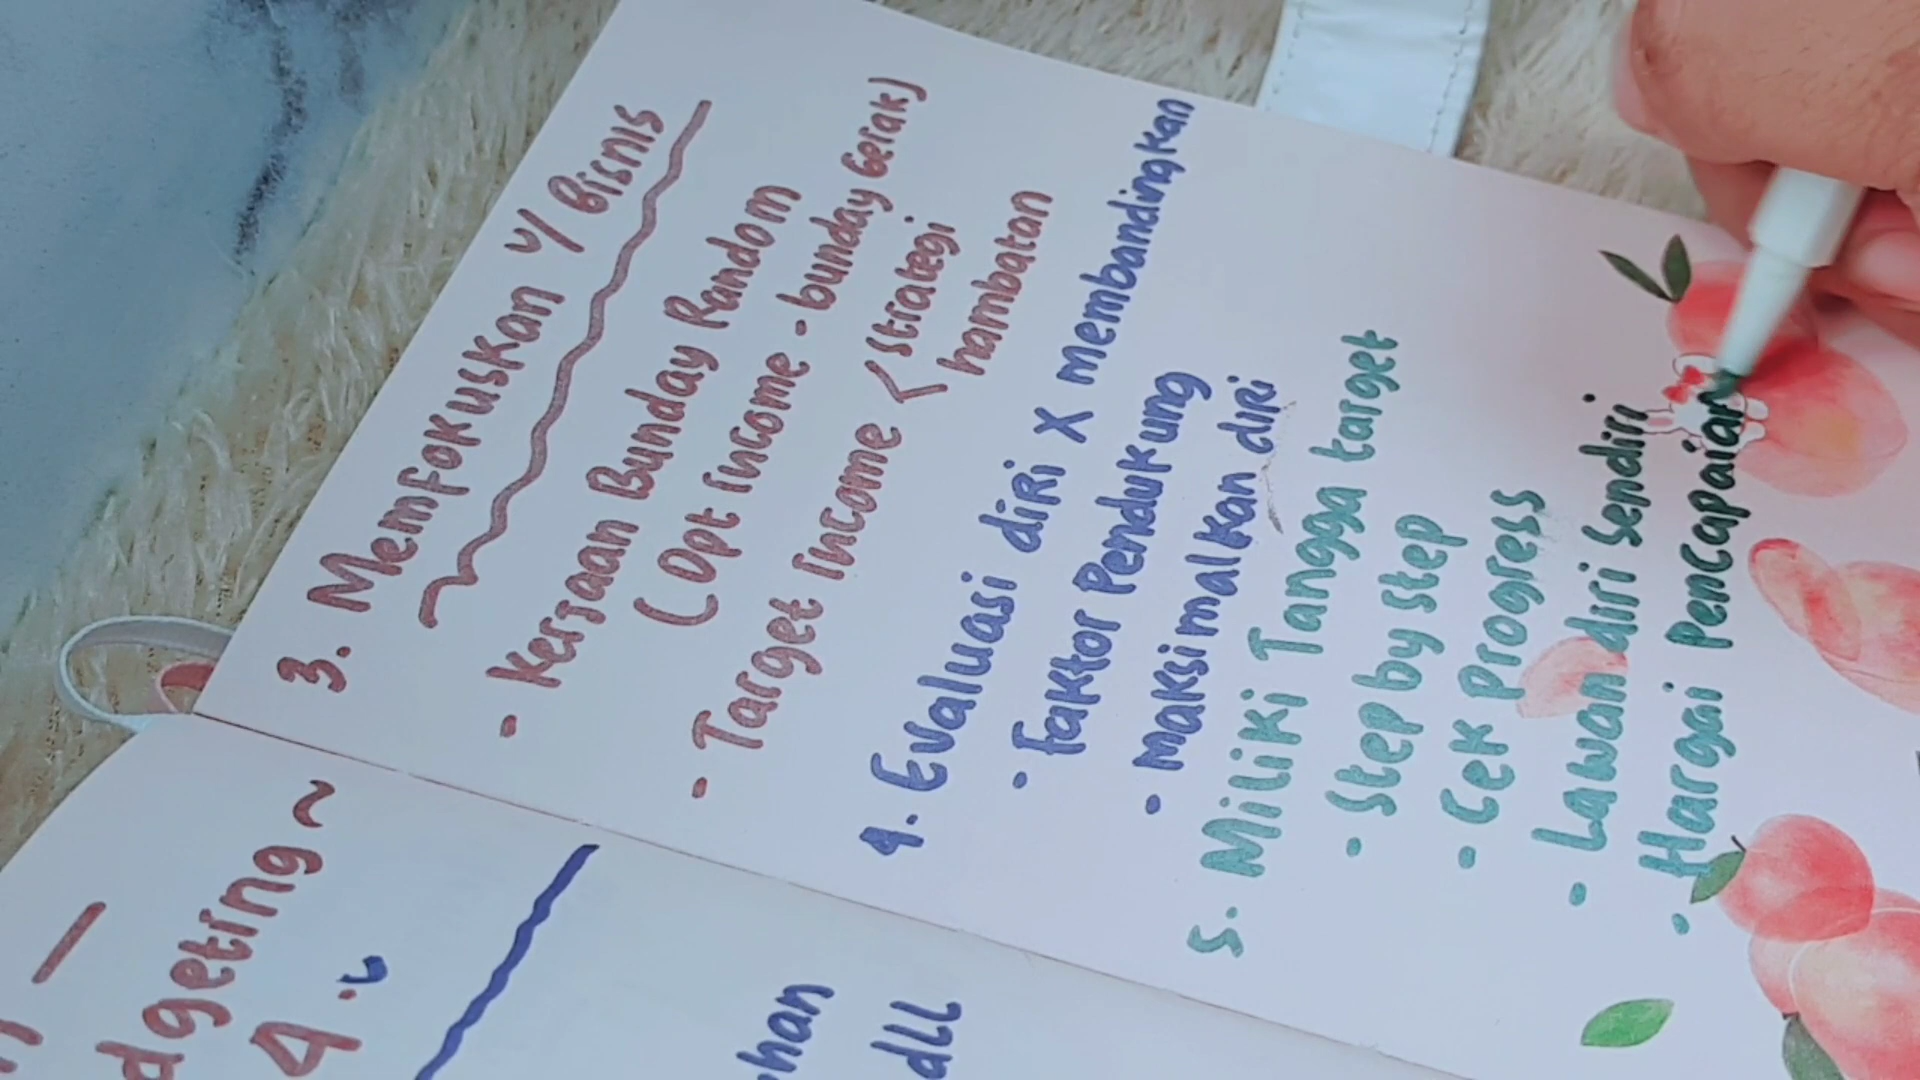 3. Memfokuskan u/ Bisnis
- Kerjaan Bunday Random
( Opt income - bunday Gerak)
- Target income < strategi
hambatan
4. Evaluasi diri X membandingkan
- faktor Pendukung
- maksimalkan diri
5. Miliki Tangga target
- Step by step
- Cek Progress
- Lawan diri Sendiri
- Hargai Pencapaian
dgeting ~
dll